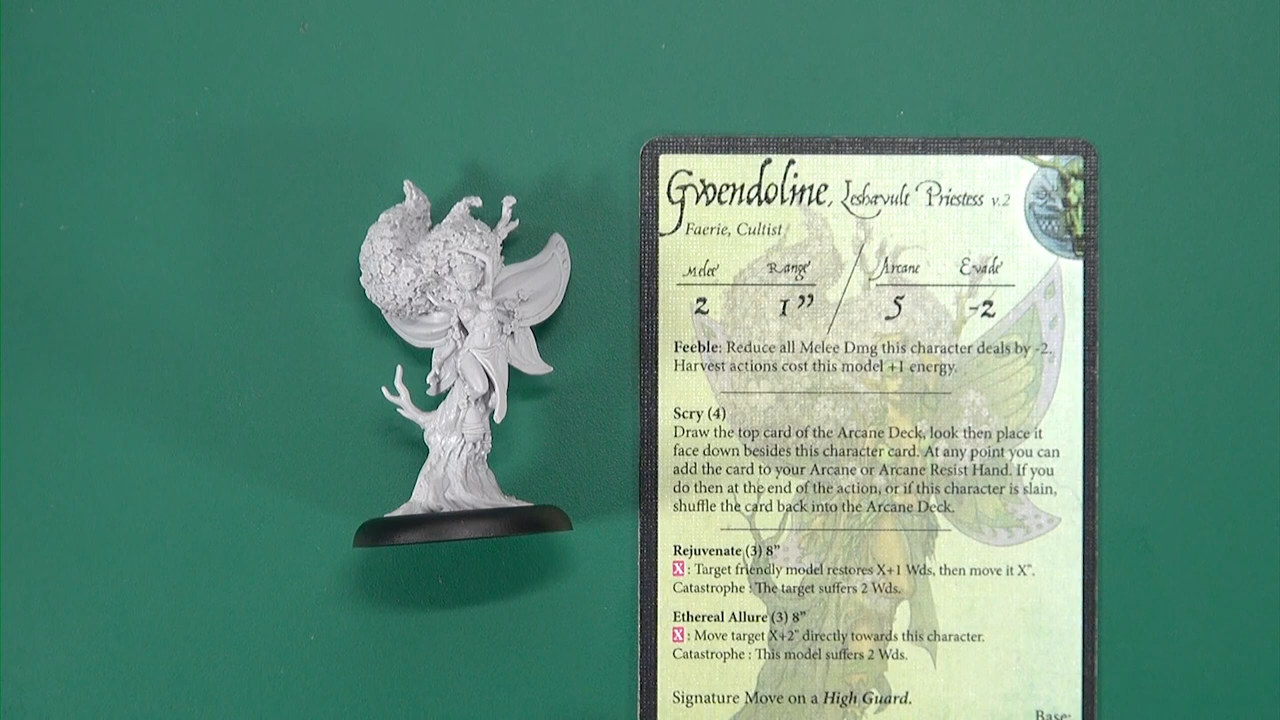 Gwendoline, Leshavult Priestess v.2
Faerie, Cultist
Melee Range Arcane Evade
2 1” 5 -2
Feeble: Reduce all Melee Dmg this character deals by -2.
Harvest actions cost this model +1 energy.
Scry (4)
Draw the top card of the Arcane Deck, look then place it
face down besides this character card. At any point you can
add the card to your Arcane or Arcane Resist Hand. If you
do then at the end of the action, or if this character is slain,
shuffle the card back into the Arcane Deck.
Rejuvenate (3) 8”
X : Target friendly model restores X+1 Wds, then move it X”.
Catastrophe : The target suffers 2 Wds.
Ethereal Allure (3) 8”
X : Move target X+2” directly towards this character.
Catastrophe : This model suffers 2 Wds.
Signature Move on a High Guard.
Base: